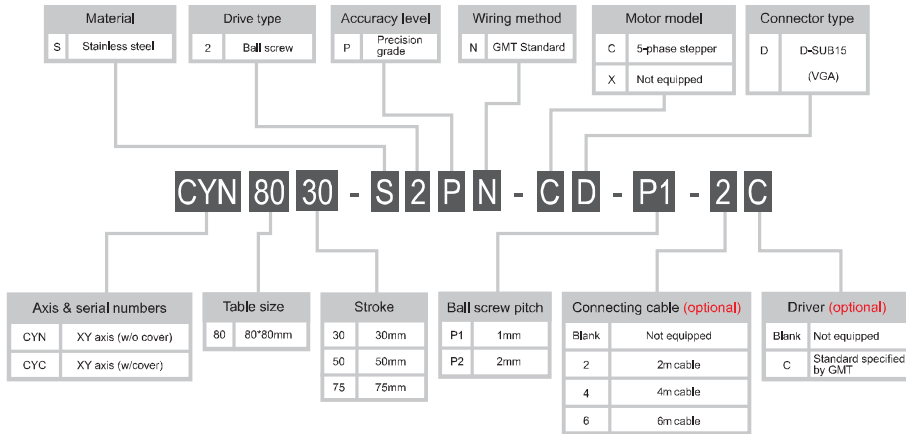 Material
S Stainless steel
Drive type
2 Ball screw
Accuracy level
P Precision
grade
Wiring method
N GMT Standard
Motor model
C 5-phase stepper
X Not equipped
Connector type
D D-SUB15
(VGA)
CYN 80 30 - S 2 P N - C D - P1 - 2 C
Axis & serial numbers
CYN XY axis (w/o cover)
CYC XY axis (w/cover)
Table size
80 80*80mm
Stroke
30 30mm
50 50mm
75 75mm
Ball screw pitch
P1 1mm
P2 2mm
Connecting cable (optional)
Blank Not equipped
2 2m cable
4 4m cable
6 6m cable
Driver (optional)
Blank Not equipped
C Standard specified
by GMT